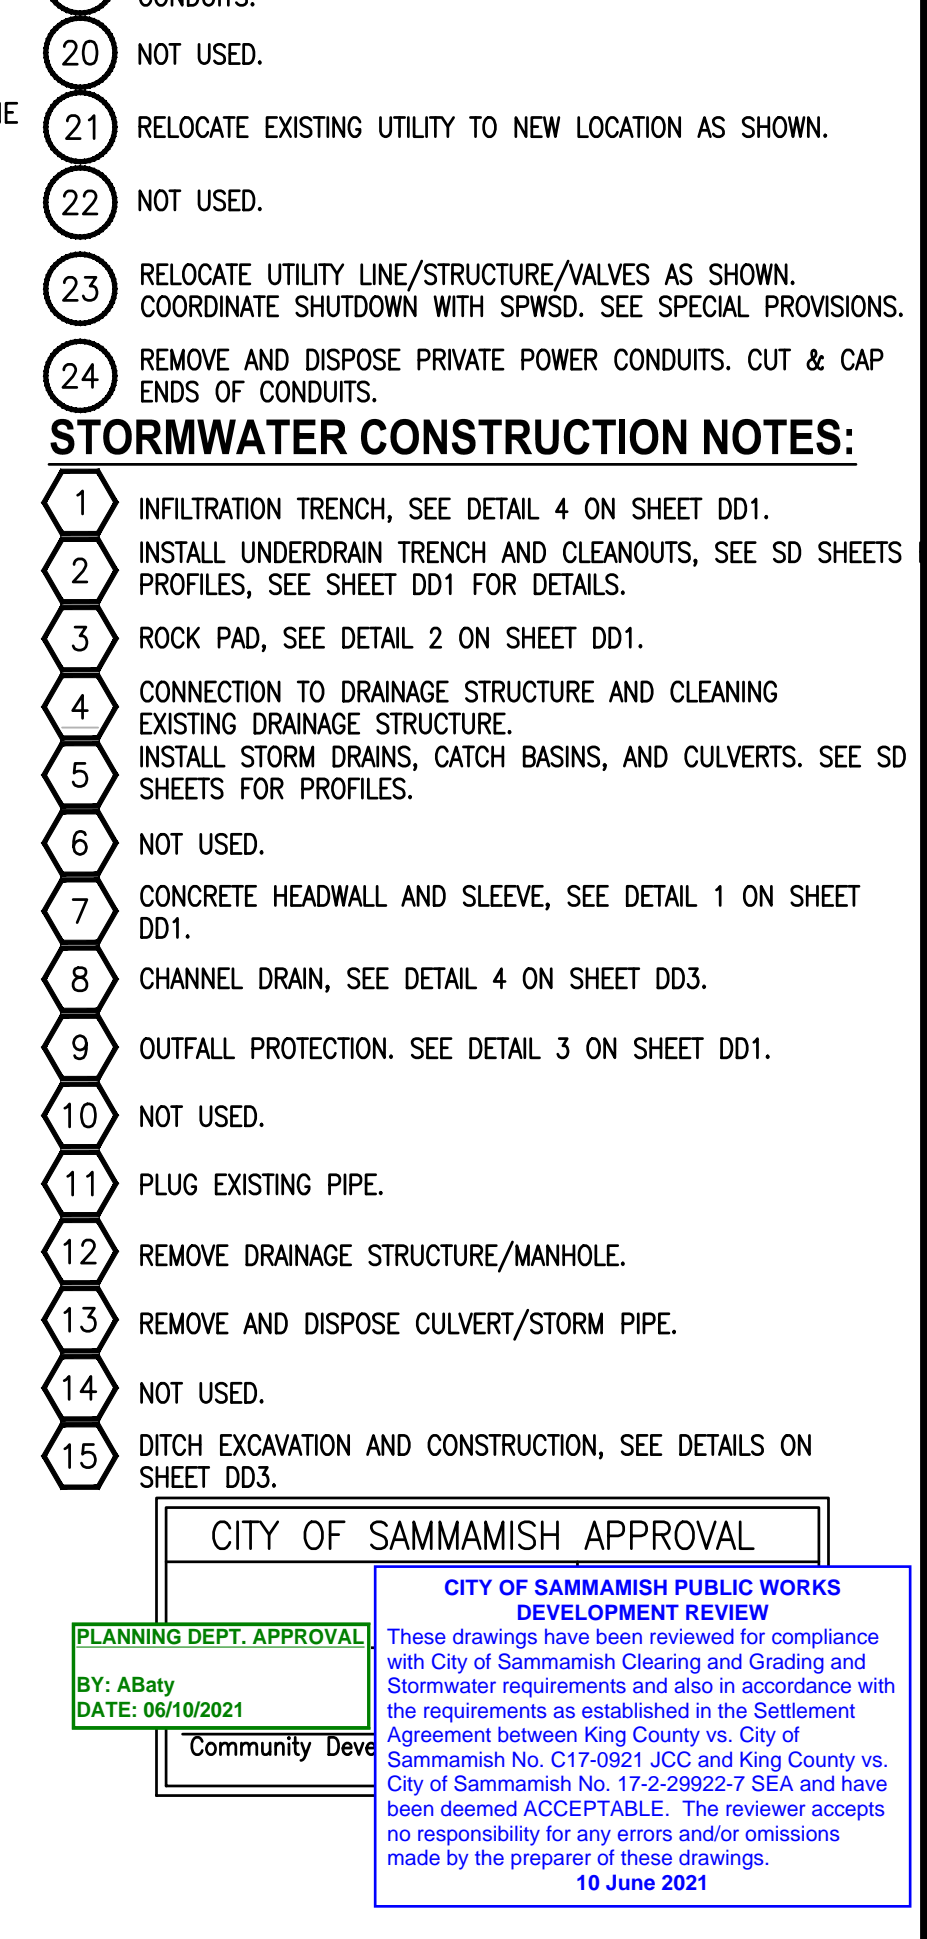 CONDUITS.
20 NOT USED.
IE
21 RELOCATE EXISTING UTILITY TO NEW LOCATION AS SHOWN.
22 NOT USED.
23 RELOCATE UTILITY LINE/STRUCTURE/VALVES AS SHOWN.
COORDINATE SHUTDOWN WITH SPWSD. SEE SPECIAL PROVISIONS.
24 REMOVE AND DISPOSE PRIVATE POWER CONDUITS. CUT & CAP
ENDS OF CONDUITS.
STORMWATER CONSTRUCTION NOTES:
1 INFILTRATION TRENCH, SEE DETAIL 4 ON SHEET DD1.
2 INSTALL UNDERDRAIN TRENCH AND CLEANOUTS, SEE SD SHEETS
PROFILES, SEE SHEET DD1 FOR DETAILS.
3 ROCK PAD, SEE DETAIL 2 ON SHEET DD1.
4 CONNECTION TO DRAINAGE STRUCTURE AND CLEANING
EXISTING DRAINAGE STRUCTURE.
5 INSTALL STORM DRAINS, CATCH BASINS, AND CULVERTS. SEE SD
SHEETS FOR PROFILES.
6 NOT USED.
7 CONCRETE HEADWALL AND SLEEVE, SEE DETAIL 1 ON SHEET
DD1.
8 CHANNEL DRAIN, SEE DETAIL 4 ON SHEET DD3.
9 OUTFALL PROTECTION. SEE DETAIL 3 ON SHEET DD1.
10 NOT USED.
11 PLUG EXISTING PIPE.
12 REMOVE DRAINAGE STRUCTURE/MANHOLE.
13 REMOVE AND DISPOSE CULVERT/STORM PIPE.
14 NOT USED.
15 DITCH EXCAVATION AND CONSTRUCTION, SEE DETAILS ON
SHEET DD3.
CITY OF SAMMAMISH APPROVAL
PLANNING DEPT. APPROVAL
BY: ABaty
DATE: 06/10/2021
Community Deve
CITY OF SAMMAMISH PUBLIC WORKS
DEVELOPMENT REVIEW
These drawings have been reviewed for compliance
with City of Sammamish Clearing and Grading and
Stormwater requirements and also in accordance with
the requirements as established in the Settlement
Agreement between King County vs. City of
Sammamish No. C17-0921 JCC and King County vs.
City of Sammamish No. 17-2-29922-7 SEA and have
been deemed ACCEPTABLE.  The reviewer accepts
no responsibility for any errors and/or omissions
made by the preparer of these drawings.
10 June 2021